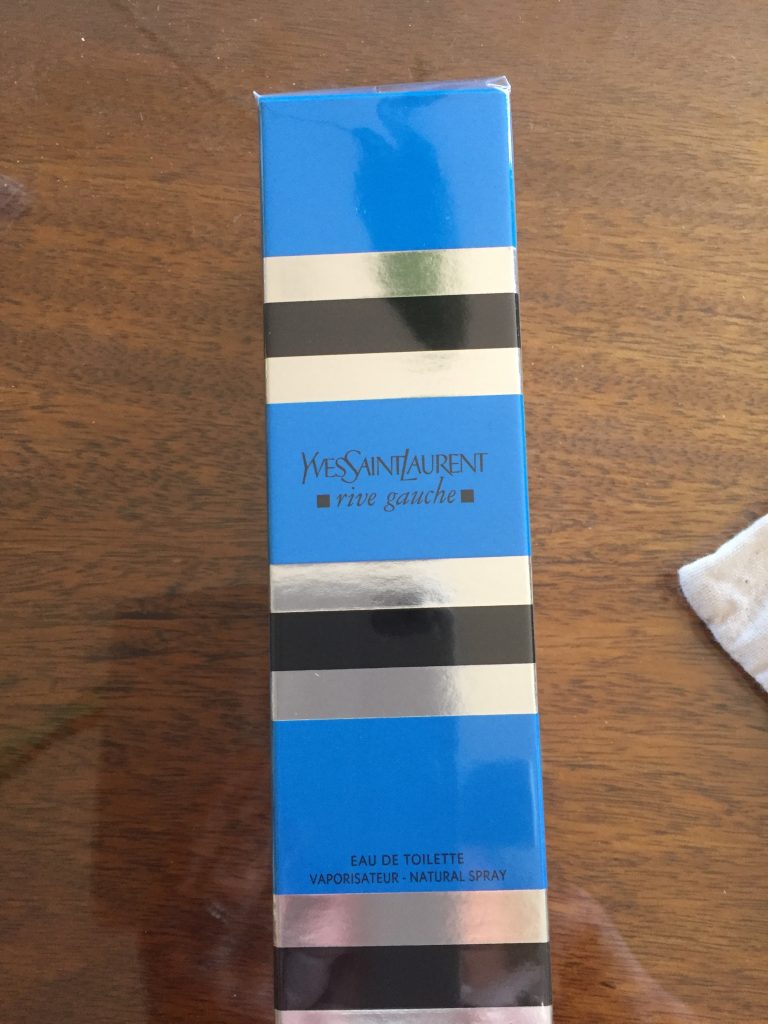 YVESSAINTLAURENT
rive gauche
EAU DE TOILETTE
VAPORISATEUR - NATURAL SPRAY